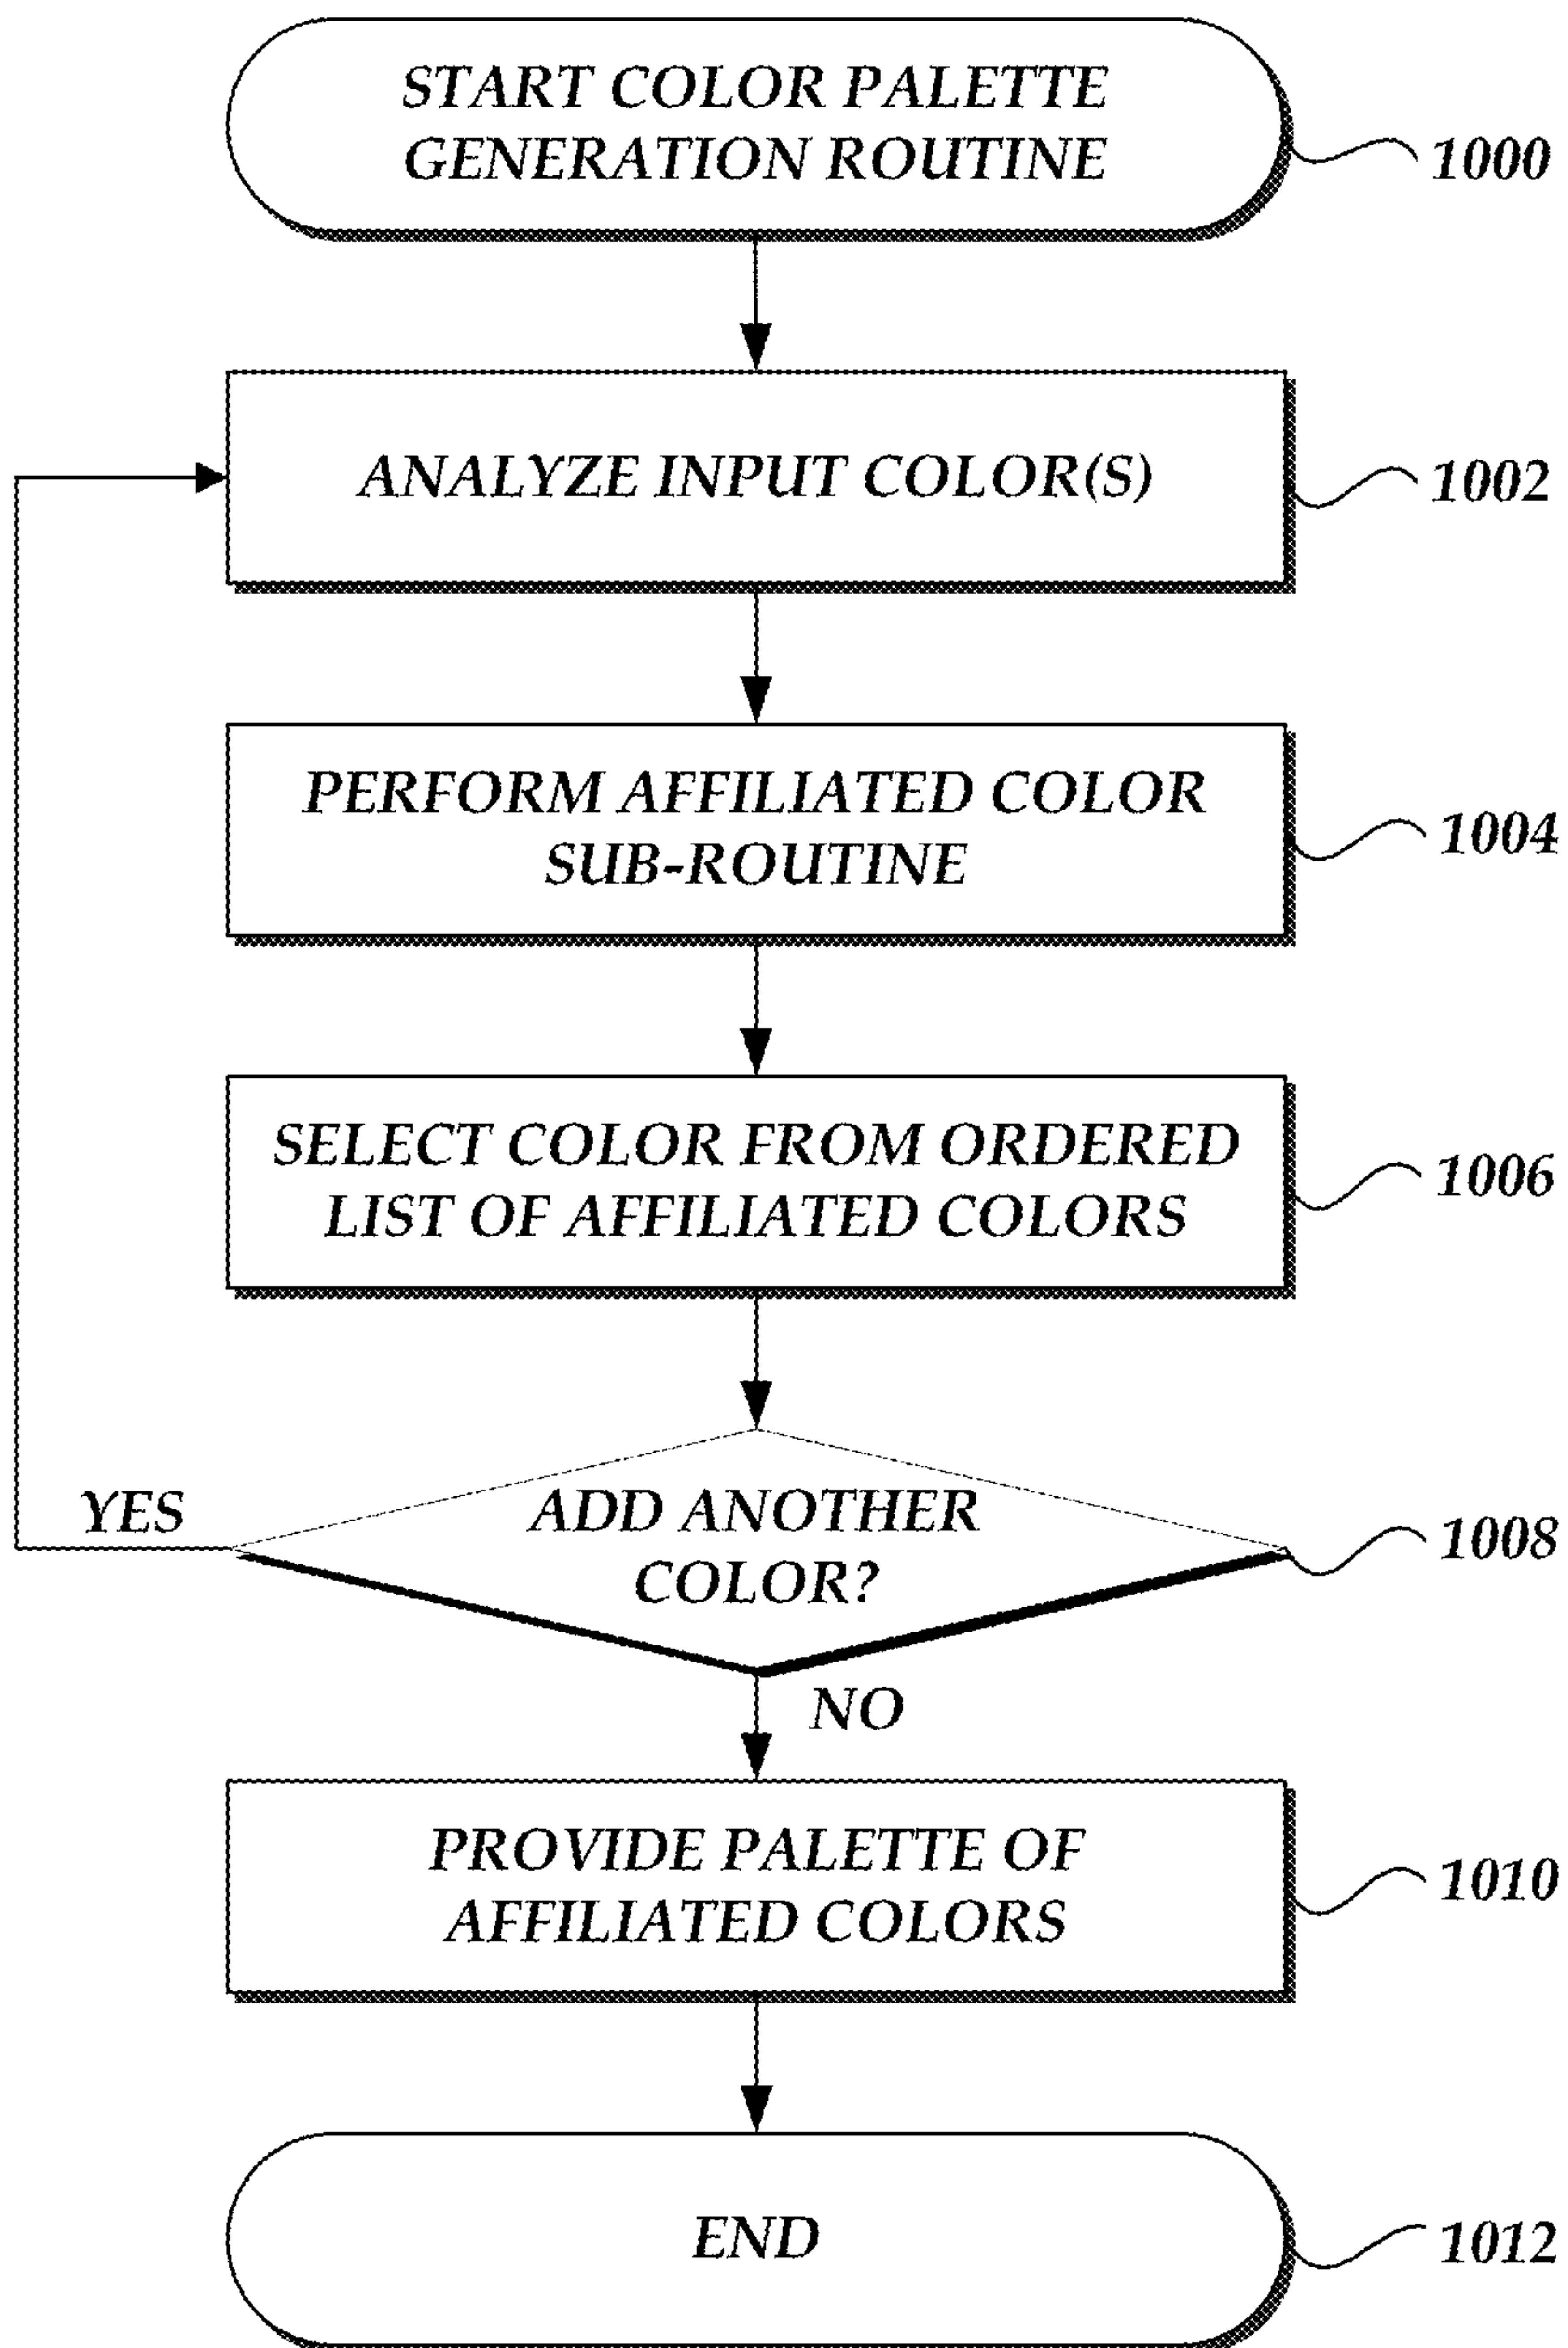 START COLOR PALETTE
GENERATION ROUTINE
1000
ANALYZE INPUT COLOR(S)
1002
PERFORM AFFILIATED COLOR
SUB-ROUTINE
1004
SELECT COLOR FROM ORDERED
LIST OF AFFILIATED COLORS
1006
YES
ADD ANOTHER
COLOR?
1008
NO
PROVIDE PALETTE OF
AFFILIATED COLORS
1010
END
1012